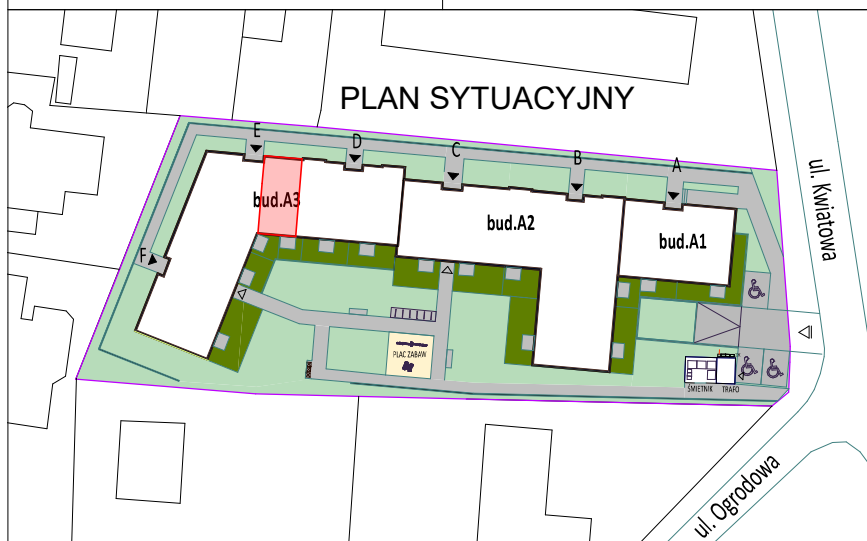 PLAN SYTUACYJNY
E
D
C
B
A
ul. Kwiatowa
bud.A3
bud.A2
bud.A1
F
PLAC ZABAW
ŚMIETNIK
TRAFO
ul. Ogrodowa